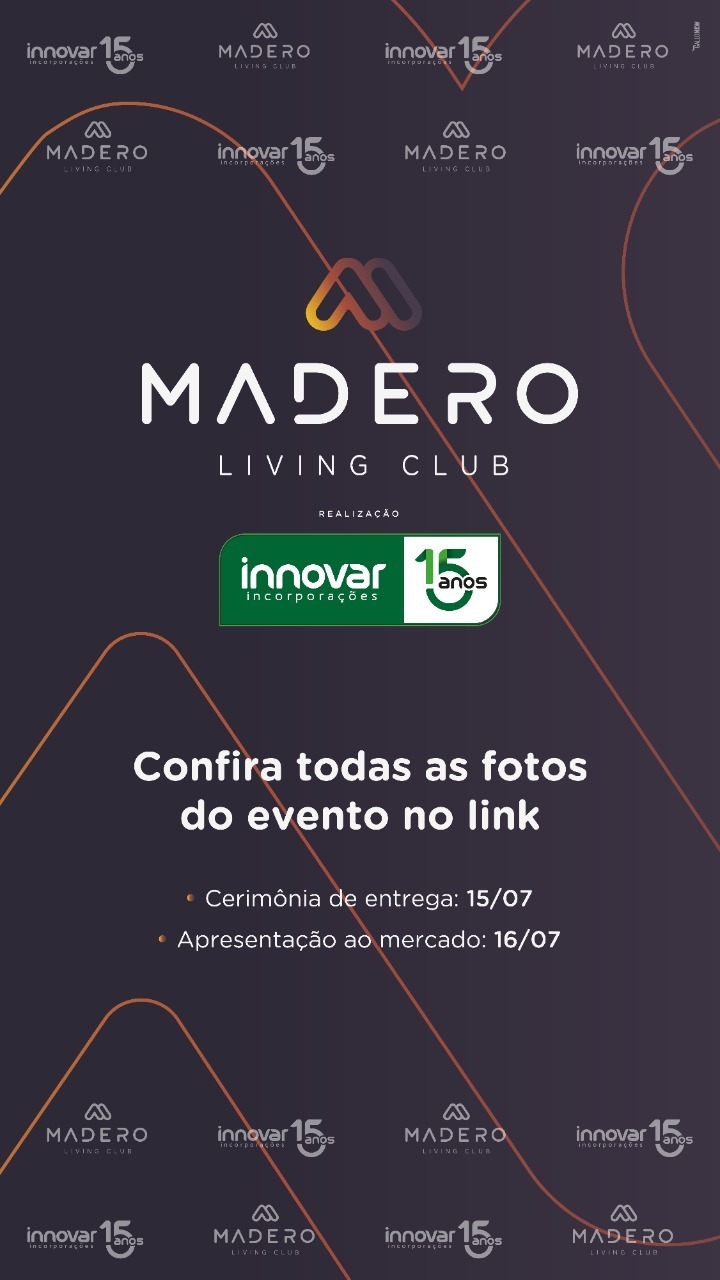 innovar 15 anos incorporações MADERO LIVING CLUB innovar 15 anos incorporações MADERO LIVING CLUB
MADERO LIVING CLUB innovar 15 anos incorporações MADERO LIVING CLUB innovar 15 anos incorporações
MADERO
LIVING CLUB
REALIZAÇÃO
innovar 15 anos
incorporações
Confira todas as fotos
do evento no link
• Cerimônia de entrega: 15/07
• Apresentação ao mercado: 16/07
MADERO LIVING CLUB innovar 15 anos incorporações MADERO LIVING CLUB innovar 15 anos incorporações
innovar 15 anos incorporações MADERO LIVING CLUB innovar 15 anos incorporações MADERO LIVING CLUB